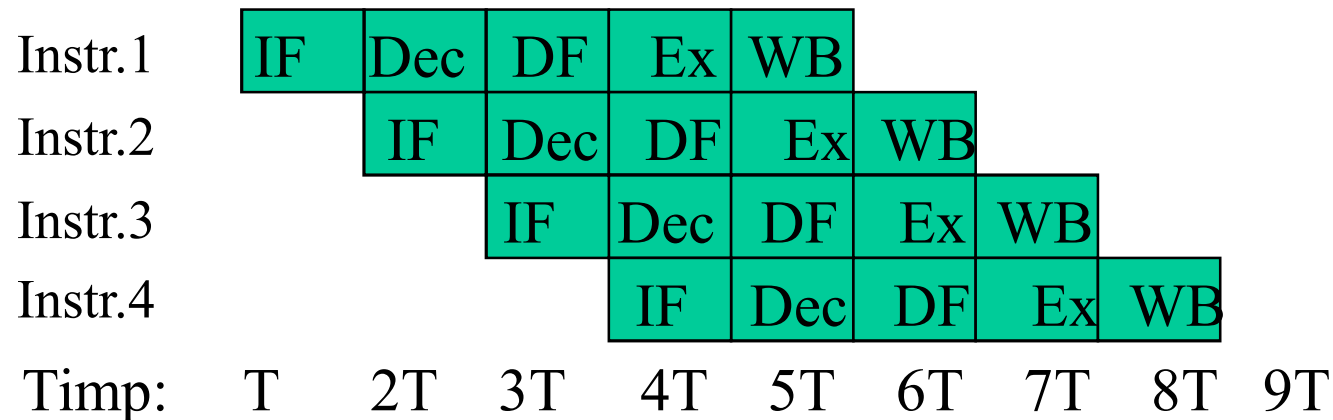 Instr.1 IF Dec DF Ex WB
Instr.2 IF Dec DF Ex WB
Instr.3 IF Dec DF Ex WB
Instr.4 IF Dec DF Ex WB
Timp: T 2T 3T 4T 5T 6T 7T 8T 9T